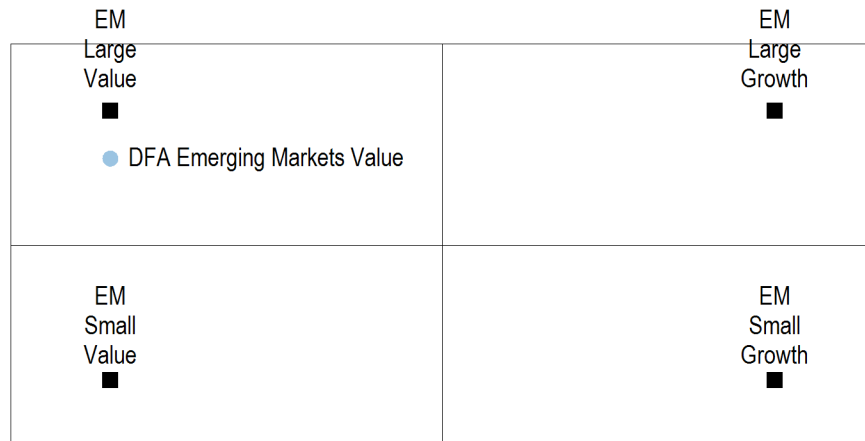 EM
Large
Value
EM
Large
Growth
DFA Emerging Markets Value
EM
Small
Value
EM
Small
Growth